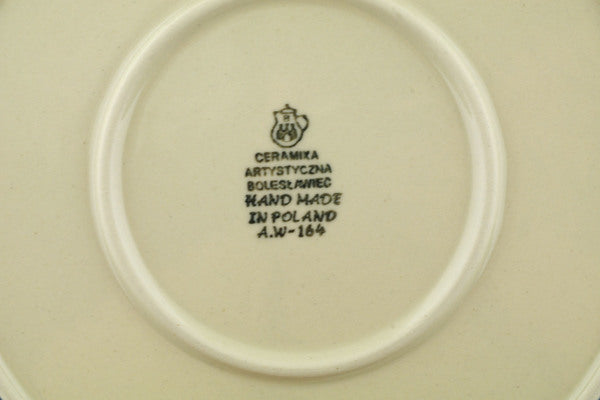 CERAMIKA
ARTYSTYCZNA
BOLESŁAWIEC
HAND MADE
IN POLAND
A.W-164